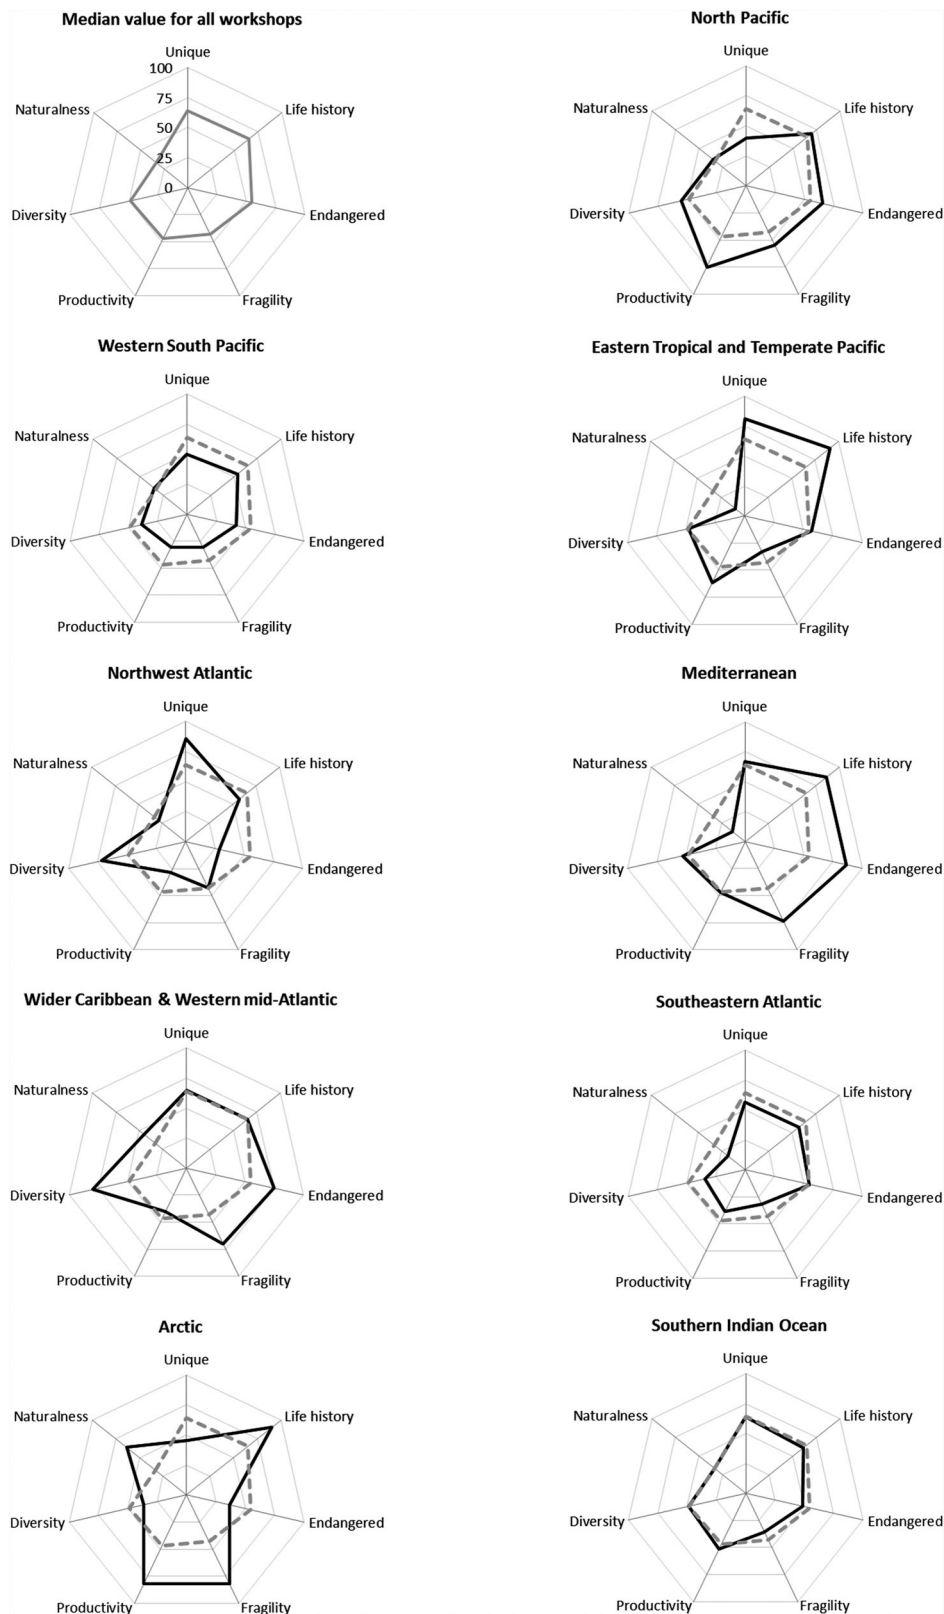 Median value for all workshops
Unique
100
75
50
25
0
Naturalness
Life history
Diversity
Endangered
Productivity
Fragility
North Pacific
Unique
Naturalness
Life history
Diversity
Endangered
Productivity
Fragility
Western South Pacific
Unique
Naturalness
Life history
Diversity
Endangered
Productivity
Fragility
Eastern Tropical and Temperate Pacific
Unique
Naturalness
Life history
Diversity
Endangered
Productivity
Fragility
Northwest Atlantic
Unique
Naturalness
Life history
Diversity
Endangered
Productivity
Fragility
Mediterranean
Unique
Naturalness
Life history
Diversity
Endangered
Productivity
Fragility
Wider Caribbean & Western mid-Atlantic
Unique
Naturalness
Life history
Diversity
Endangered
Productivity
Fragility
Southeastern Atlantic
Unique
Naturalness
Life history
Diversity
Endangered
Productivity
Fragility
Arctic
Unique
Naturalness
Life history
Diversity
Endangered
Productivity
Fragility
Southern Indian Ocean
Unique
Naturalness
Life history
Diversity
Endangered
Productivity
Fragility